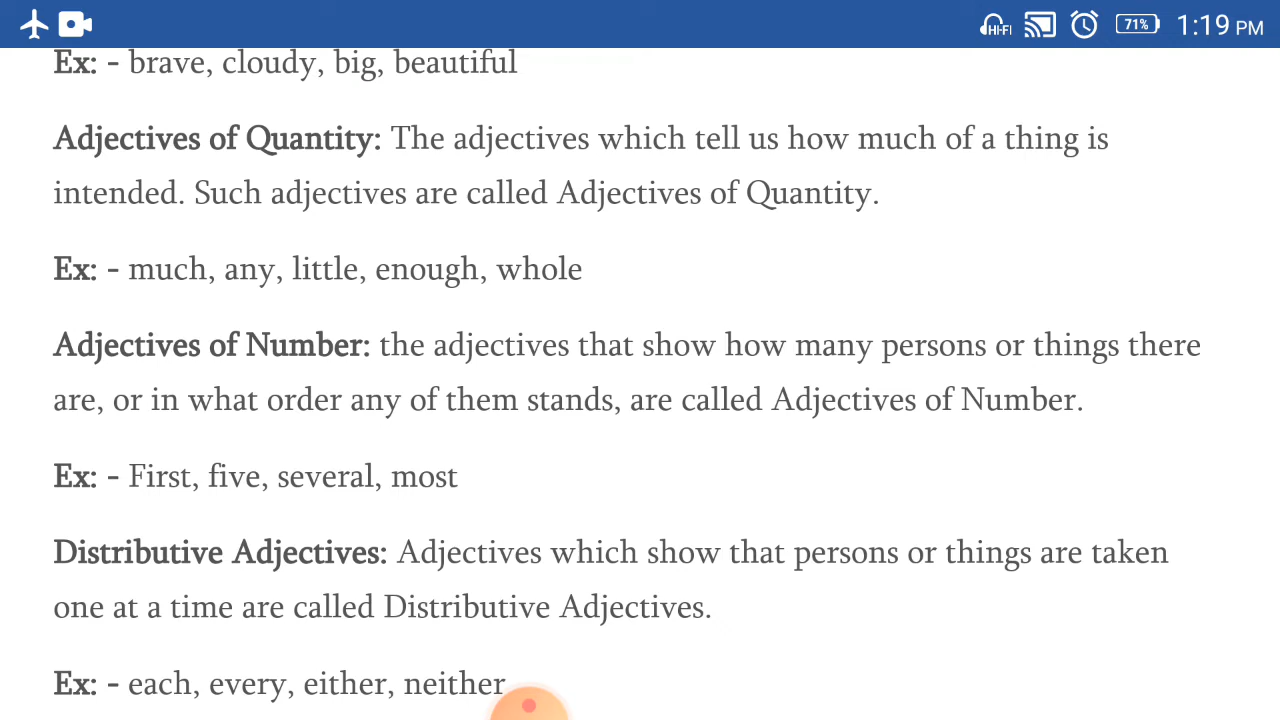 HI-FI 71% 1:19 PM
Ex: - brave, cloudy, big, beautiful
Adjectives of Quantity: The adjectives which tell us how much of a thing is
intended. Such adjectives are called Adjectives of Quantity.
Ex: - much, any, little, enough, whole
Adjectives of Number: the adjectives that show how many persons or things there
are, or in what order any of them stands, are called Adjectives of Number.
Ex: - First, five, several, most
Distributive Adjectives: Adjectives which show that persons or things are taken
one at a time are called Distributive Adjectives.
Ex: - each, every, either, neither